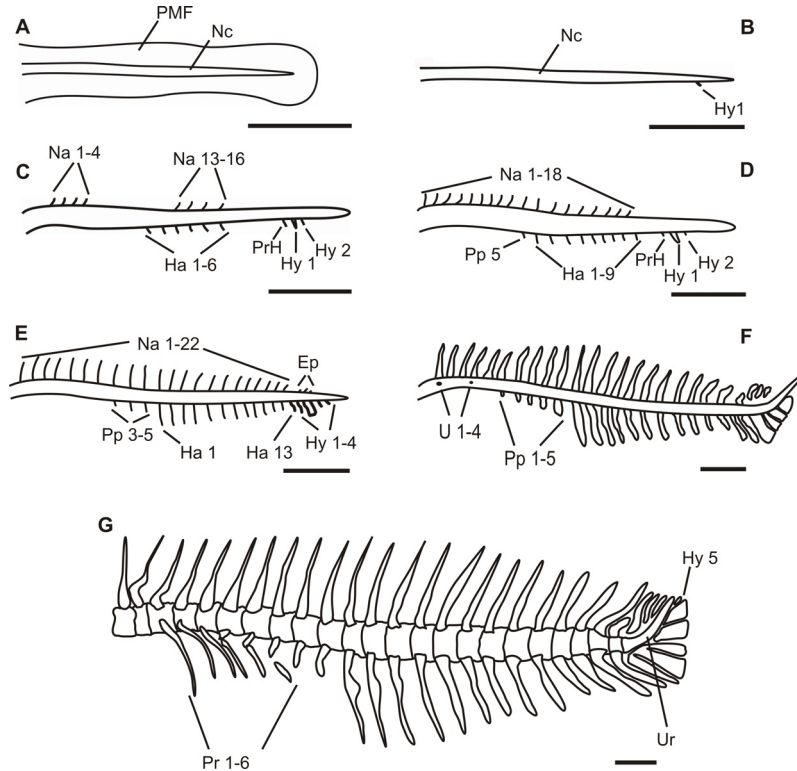 A
PMF
Nc
B
Nc
Hy1
C
Na 1-4
Na 13-16
Ha 1-6
PrH
Hy 1
Hy 2
D
Na 1-18
Pp 5
Ha 1-9
PrH
Hy 1
Hy 2
E
Na 1-22
Ep
Pp 3-5
Ha 1
Ha 13
Hy 1-4
F
U 1-4
Pp 1-5
G
Hy 5
Pr 1-6
Ur